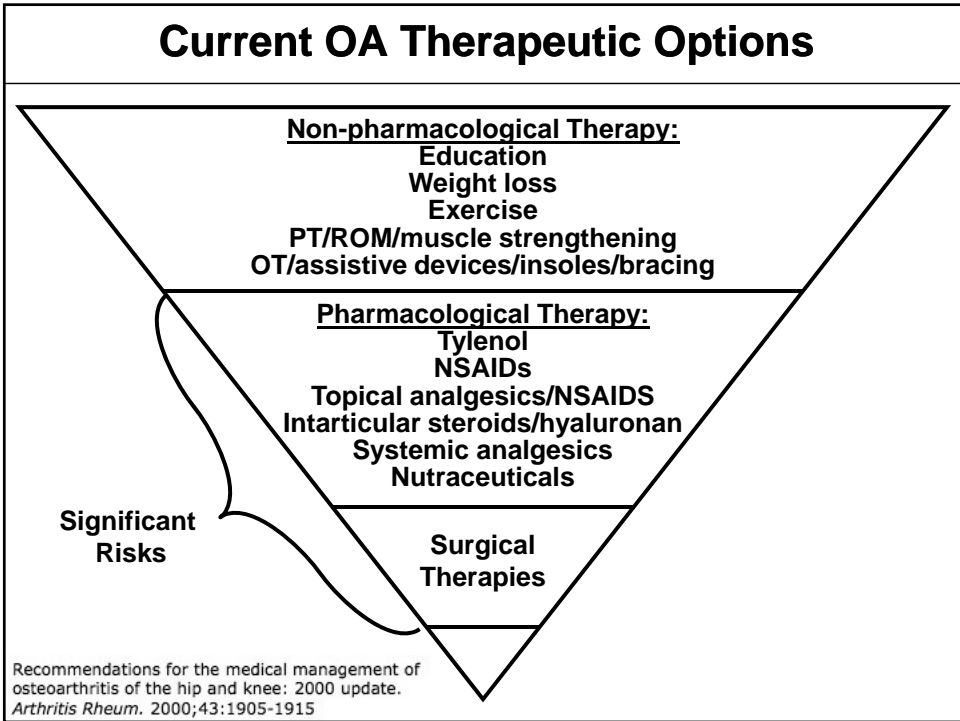 Current OA Therapeutic Options
Non-pharmacological Therapy:
Education
Weight loss
Exercise
PT/ROM/muscle strengthening
OT/assistive devices/insoles/bracing
Pharmacological Therapy:
Tylenol
NSAIDs
Topical analgesics/NSAIDS
Intarticular steroids/hyaluronan
Systemic analgesics
Nutraceuticals
Significant
Risks
Surgical
Therapies
Recommendations for the medical management of
osteoarthritis of the hip and knee: 2000 update.
Arthritis Rheum. 2000;43:1905-1915